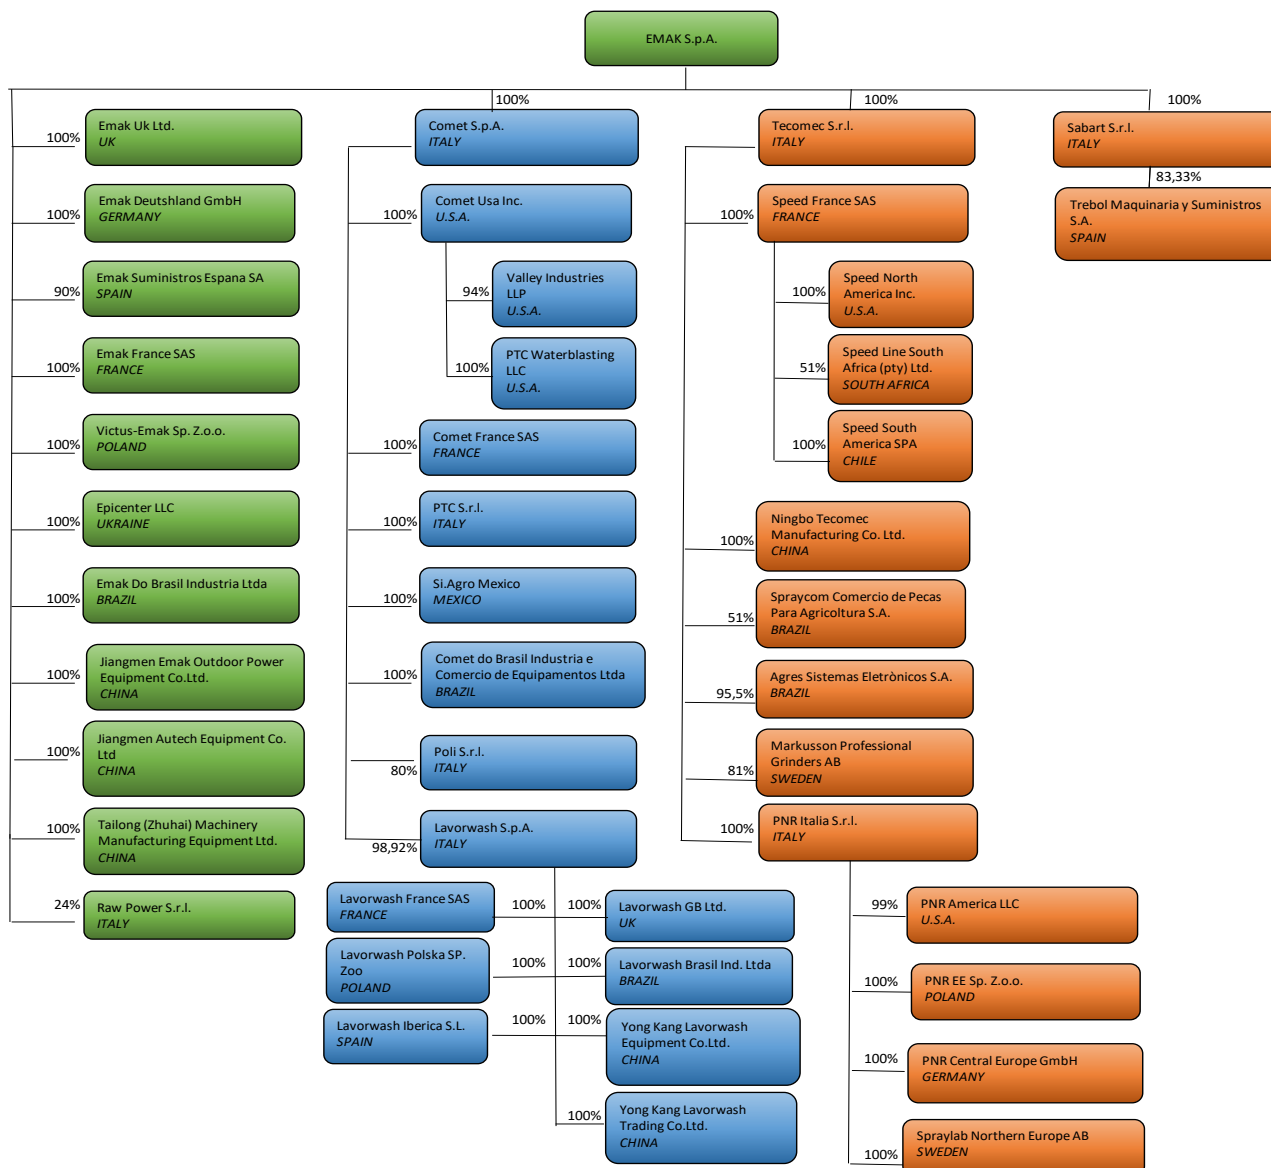 EMAK S.p.A.
100%
Emak Uk Ltd.
UK
100%
Emak Deutshland GmbH
GERMANY
90%
Emak Suministros Espana SA
SPAIN
100%
Emak France SAS
FRANCE
100%
Victus-Emak Sp. Z.o.o.
POLAND
100%
Epicenter LLC
UKRAINE
100%
Emak Do Brasil Industria Ltda
BRAZIL
100%
Jiangmen Emak Outdoor Power
Equipment Co.Ltd.
CHINA
100%
Jiangmen Autech Equipment Co.
Ltd
CHINA
100%
Tailong (Zhuhai) Machinery
Manufacturing Equipment Ltd.
CHINA
24%
Raw Power S.r.l.
ITALY
100%
Comet S.p.A.
ITALY
100%
Comet Usa Inc.
U.S.A.
94%
Valley Industries
LLP
U.S.A.
100%
PTC Waterblasting
LLC
U.S.A.
100%
Comet France SAS
FRANCE
100%
PTC S.r.l.
ITALY
100%
Si.Agro Mexico
MEXICO
100%
Comet do Brasil Industria e
Comercio de Equipamentos Ltda
BRAZIL
80%
Poli S.r.l.
ITALY
98,92%
Lavorwash S.p.A.
ITALY
Lavorwash France SAS
FRANCE
100%
100%
Lavorwash GB Ltd.
UK
Lavorwash Polska SP.
Zoo
POLAND
100%
100%
Lavorwash Brasil Ind. Ltda
BRAZIL
Lavorwash Iberica S.L.
SPAIN
100%
100%
Yong Kang Lavorwash
Equipment Co.Ltd.
CHINA
100%
Yong Kang Lavorwash
Trading Co.Ltd.
CHINA
100%
Tecomec S.r.l.
ITALY
100%
Speed France SAS
FRANCE
100%
Speed North
America Inc.
U.S.A.
51%
Speed Line South
Africa (pty) Ltd.
SOUTH AFRICA
100%
Speed South
America SPA
CHILE
100%
Ningbo Tecomec
Manufacturing Co. Ltd.
CHINA
51%
Spraycom Comercio de Pecas
Para Agricoltura S.A.
BRAZIL
95,5%
Agres Sistemas Eletrònicos S.A.
BRAZIL
81%
Markusson Professional
Grinders AB
SWEDEN
100%
PNR Italia S.r.l.
ITALY
99%
PNR America LLC
U.S.A.
100%
PNR EE Sp. Z.o.o.
POLAND
100%
PNR Central Europe GmbH
GERMANY
100%
Spraylab Northern Europe AB
SWEDEN
100%
Sabart S.r.l.
ITALY
83,33%
Trebol Maquinaria y Suministros
S.A.
SPAIN